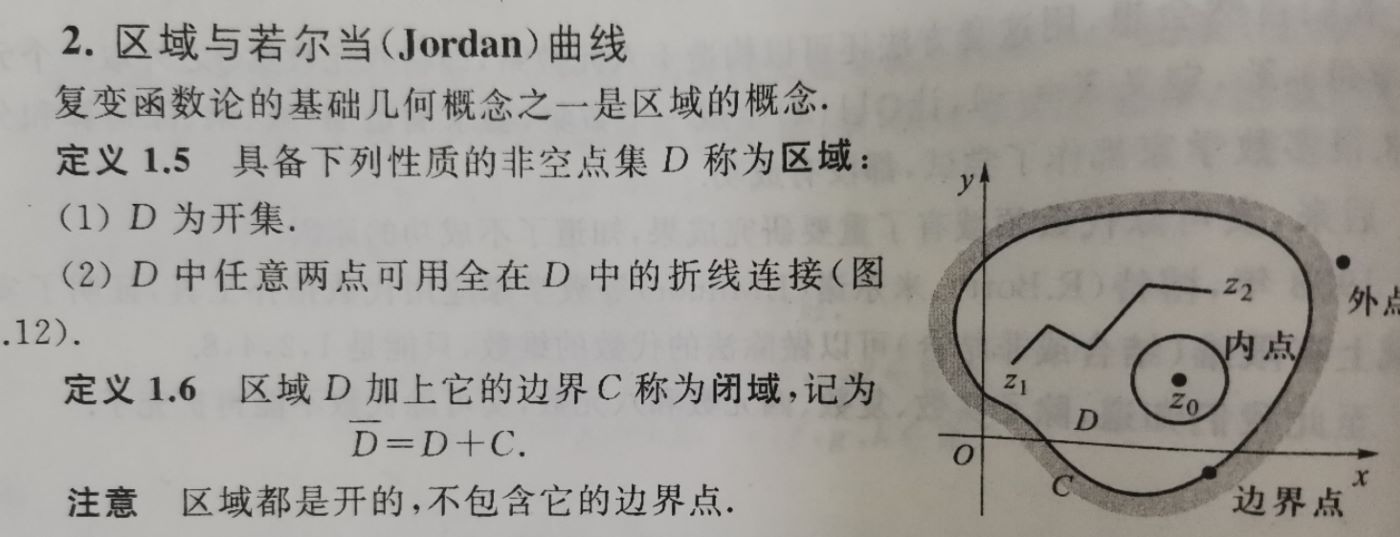 2. 区域与若尔当(Jordan)曲线
复变函数论的基础几何概念之一是区域的概念.
定义 1.5 具备下列性质的非空点集 D 称为区域:
(1) D 为开集.
(2) D 中任意两点可用全在 D 中的折线连接(图
.12).
定义 1.6 区域 D 加上它的边界 C 称为闭域,记为
D̅=D+C.
注意 区域都是开的,不包含它的边界点.
y
z₂
外点
内点
z₁
z₀
D
O
x
C
边界点